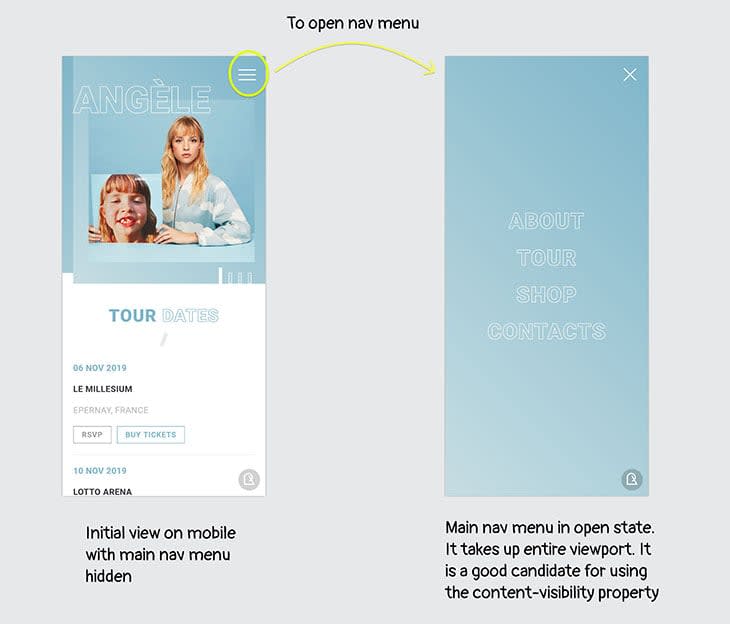 To open nav menu
ANGÈLE
TOUR DATES
06 NOV 2019
LE MILLESIUM
EPERNAY, FRANCE
RSVP BUY TICKETS
10 NOV 2019
LOTTO ARENA
ABOUT
TOUR
SHOP
CONTACTS
Initial view on mobile
with main nav menu
hidden
Main nav menu in open state.
It takes up entire viewport. It
is a good candidate for using
the content-visibility property